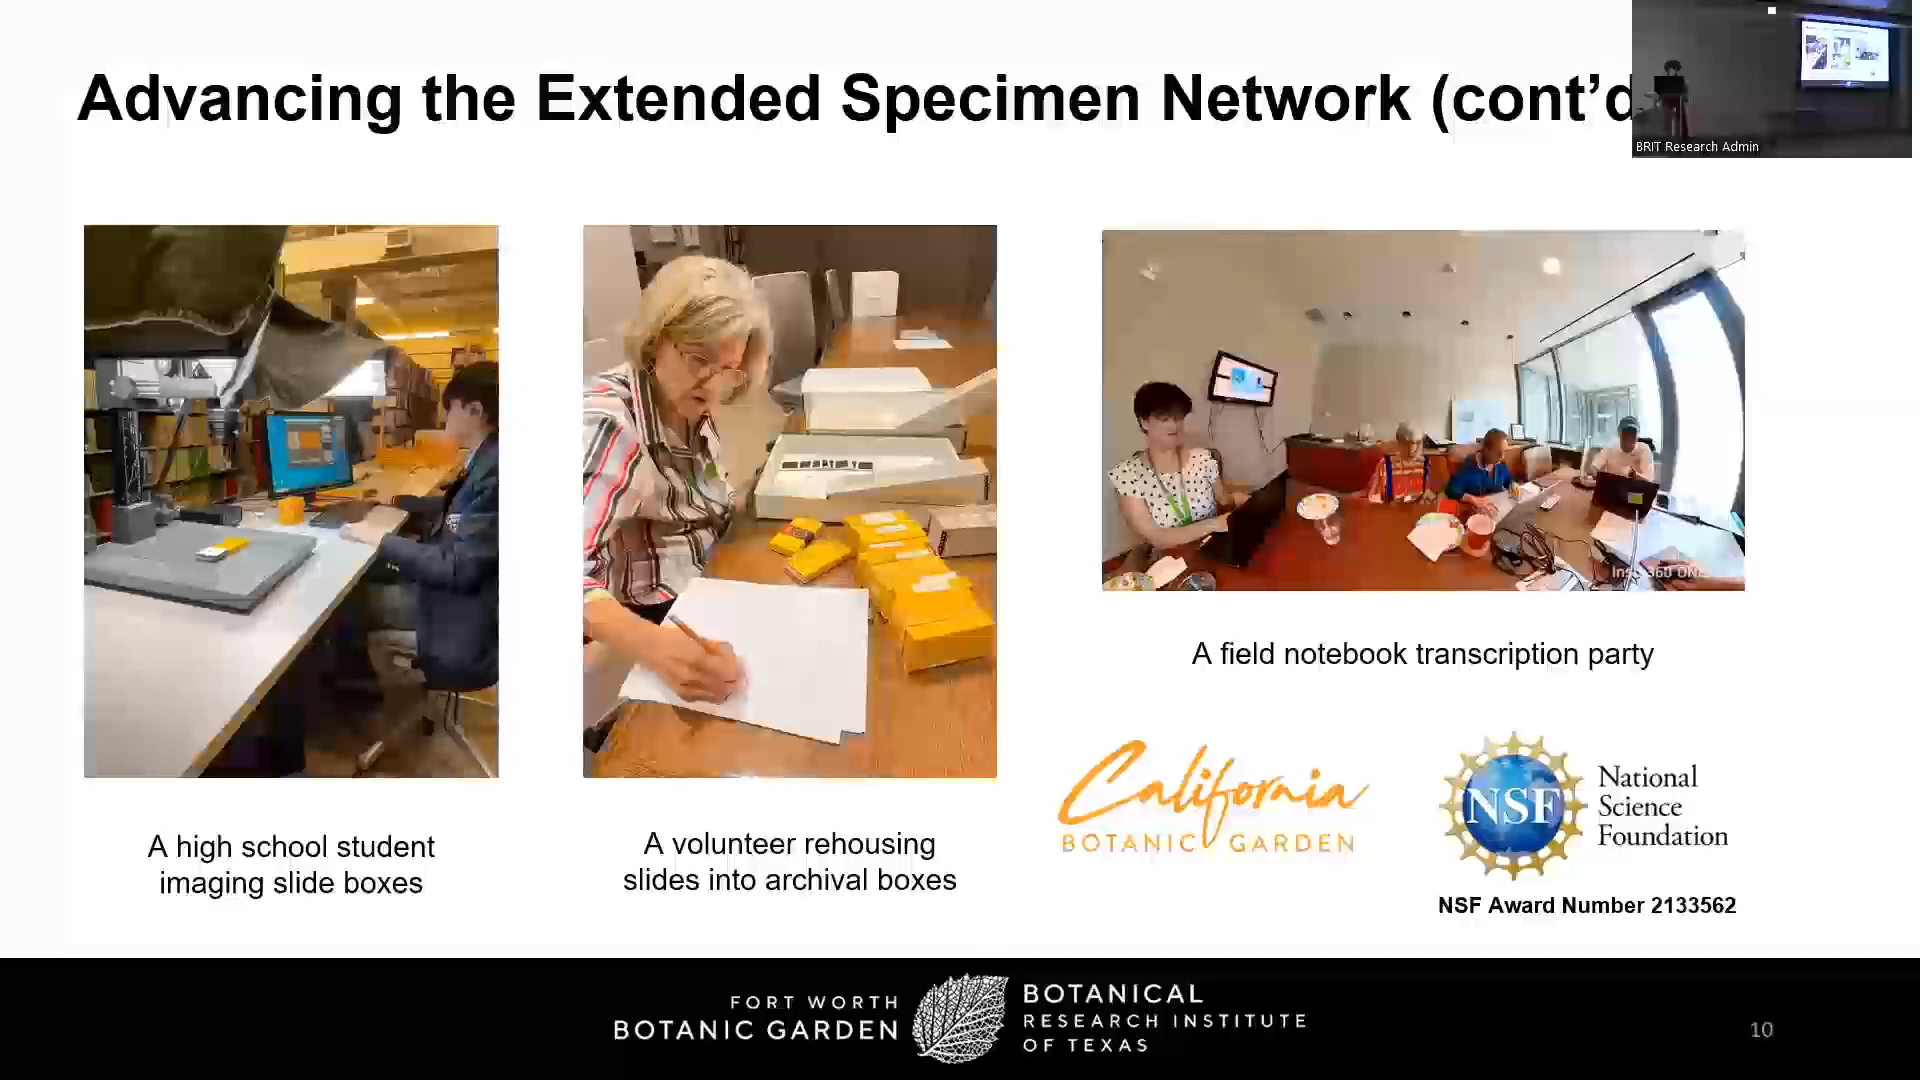 Advancing the Extended Specimen Network (cont'd
BRIT Research Admin
A field notebook transcription party
California
BOTANIC GARDEN
NSF
National
Science
Foundation
A high school student
imaging slide boxes
A volunteer rehousing
slides into archival boxes
NSF Award Number 2133562
FORT WORTH
BOTANIC GARDEN
BOTANICAL
RESEARCH INSTITUTE
OF TEXAS
10